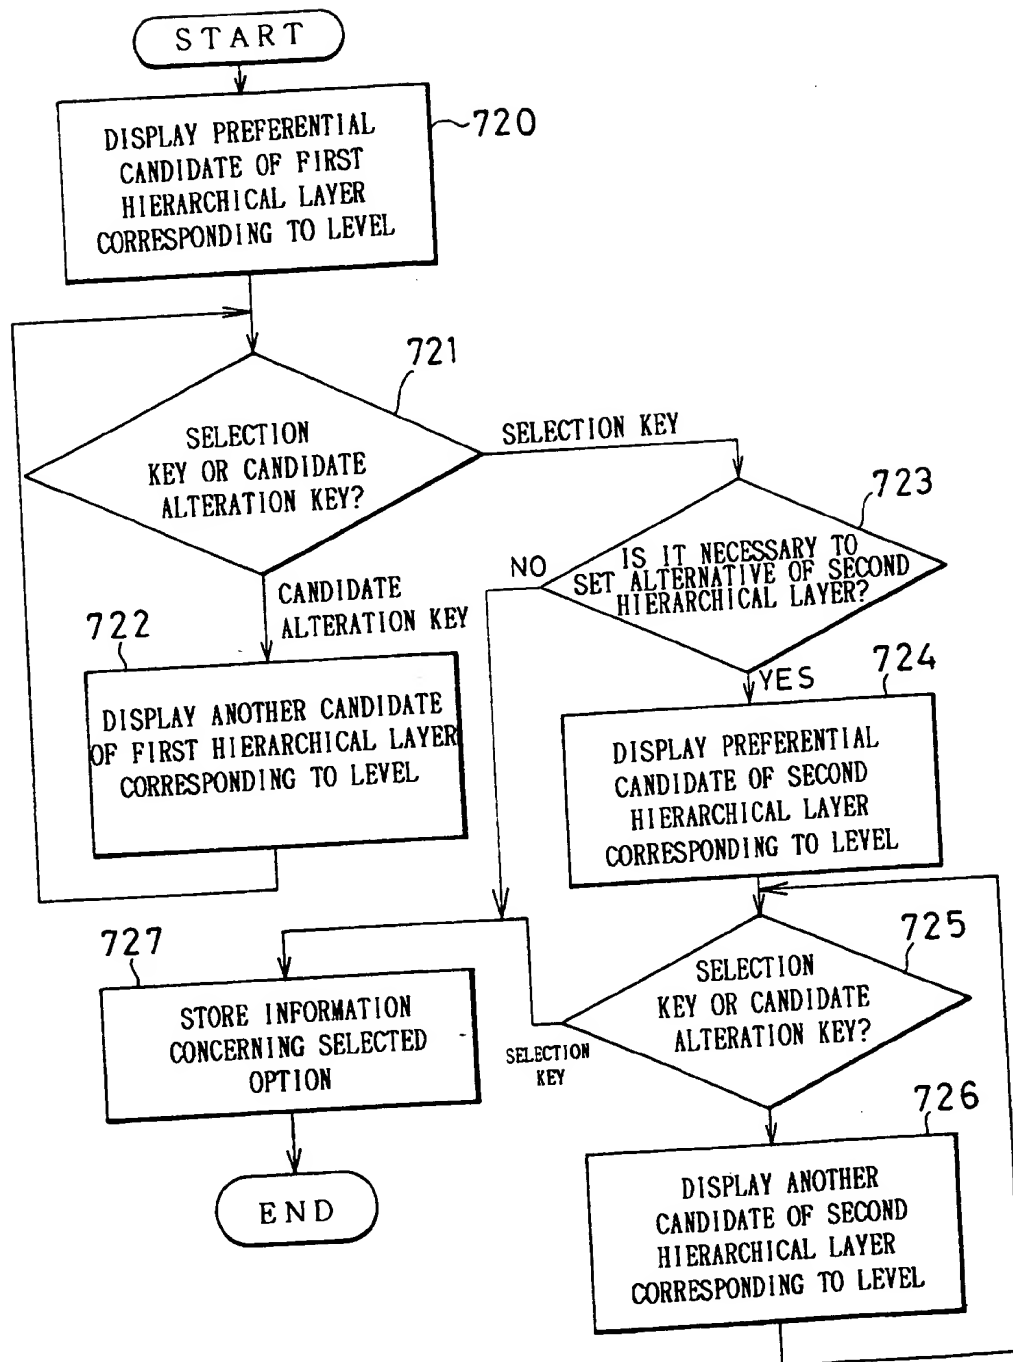 START
DISPLAY PREFERENTIAL
CANDIDATE OF FIRST
HIERARCHICAL LAYER
CORRESPONDING TO LEVEL
720
721
SELECTION
KEY OR CANDIDATE
ALTERATION KEY?
SELECTION KEY
CANDIDATE
ALTERATION KEY
722
DISPLAY ANOTHER CANDIDATE
OF FIRST HIERARCHICAL LAYER
CORRESPONDING TO LEVEL
723
IS IT NECESSARY TO
SET ALTERNATIVE OF SECOND
HIERARCHICAL LAYER?
NO
YES
724
DISPLAY PREFERENTIAL
CANDIDATE OF SECOND
HIERARCHICAL LAYER
CORRESPONDING TO LEVEL
725
SELECTION
KEY OR CANDIDATE
ALTERATION KEY?
SELECTION
KEY
726
DISPLAY ANOTHER
CANDIDATE OF SECOND
HIERARCHICAL LAYER
CORRESPONDING TO LEVEL
727
STORE INFORMATION
CONCERNING SELECTED
OPTION
END